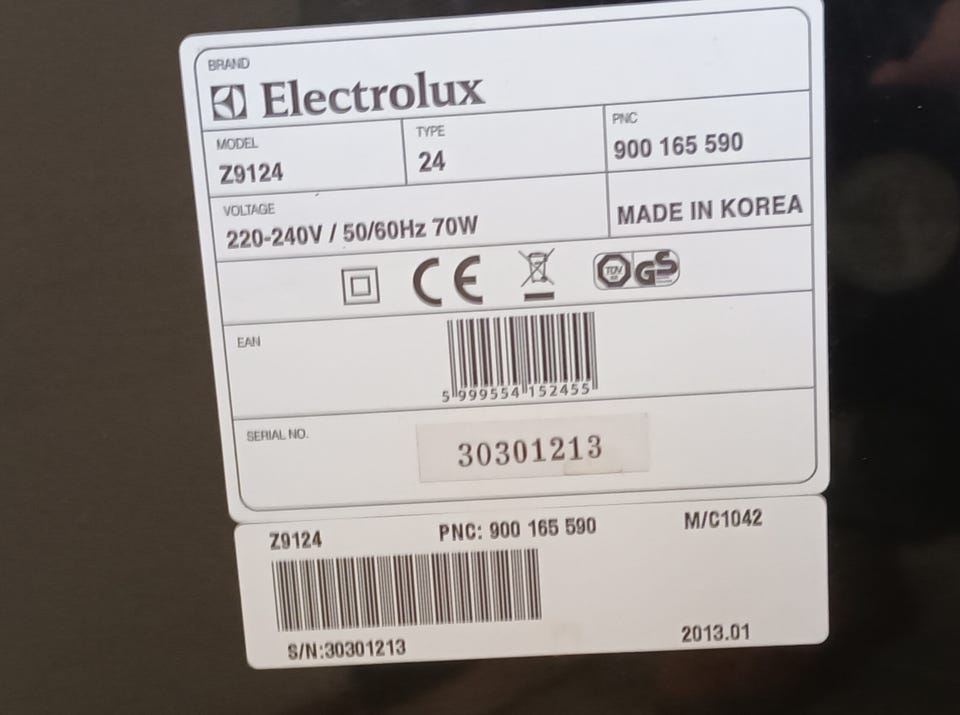 BRAND
Electrolux
MODEL TYPE PNC
Z9124 24 900 165 590
VOLTAGE
220-240V / 50/60Hz 70W MADE IN KOREA
CE TÜV GS
EAN
5 999554 152455
SERIAL NO.
30301213
Z9124 PNC: 900 165 590 M/C1042
S/N:30301213 2013.01